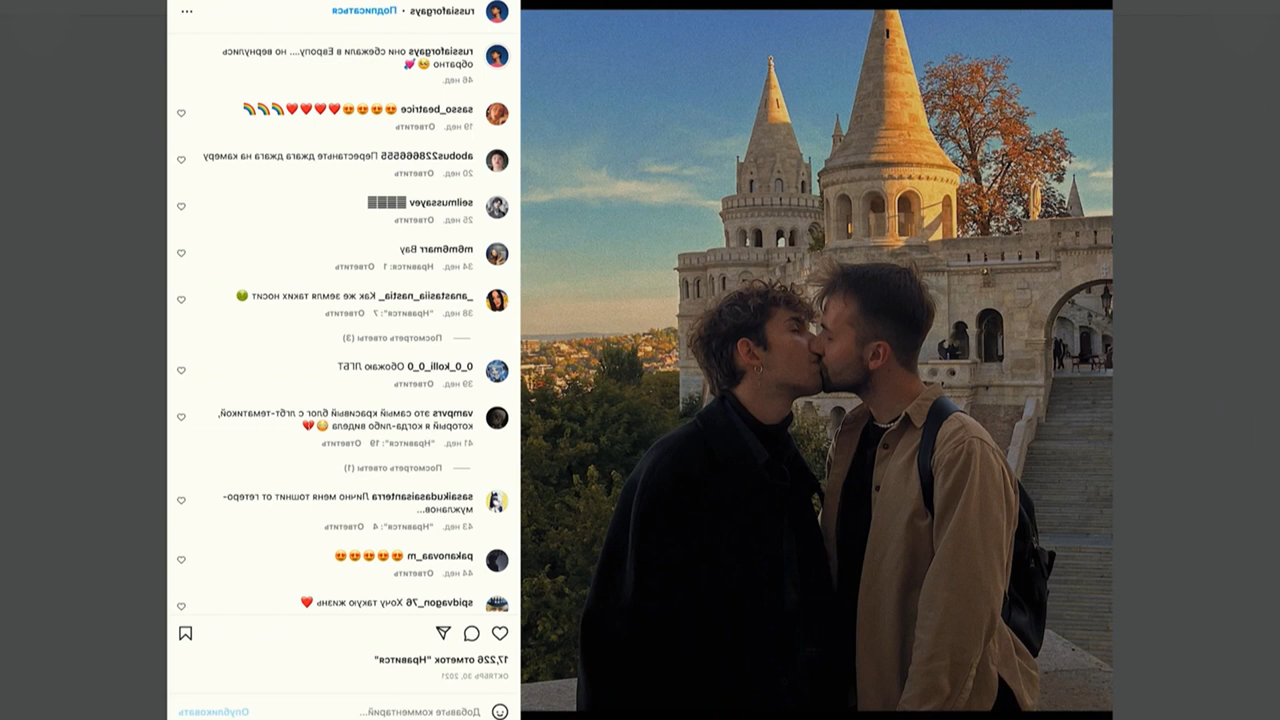 russiaforgays • Подписаться
russiaforgays они сбежали в Европу.... но вернулись
обратно 🥺 💘
46 нед.
sasso_beatrice 😍😍😍😍❤️❤️❤️❤️🌈🌈🌈
19 нед. Ответить
abobus228666555 Перестаньте джага джага на камеру
20 нед. Ответить
seilmussayev ▒▒▒▒
25 нед. Ответить
m6m6marr Вау
34 нед. Нравится: 1 Ответить
_anastasiia_nastia_ Как же земля таких носит 🤢
38 нед. "Нравится": 7 Ответить
Посмотреть ответы (3)
0_0_kolli_0_0 Обожаю ЛГБТ
39 нед. Ответить
vampvrs это самый красивый блог с лгбт-тематикой,
который я когда-либо видела 😳💔
41 нед. "Нравится": 19 Ответить
Посмотреть ответы (1)
sasaikudasaisanterra Лично меня тошнит от гетеро-
мужланов...
43 нед. "Нравится": 4 Ответить
pakanovaa_m 😍😍😍😍😍
44 нед. Ответить
spidvagon_76 Хочу такую жизнь ❤️
17,226 отметок "Нравится"
ОКТЯБРЬ 30, 2021
Добавьте комментарий... Опубликовать